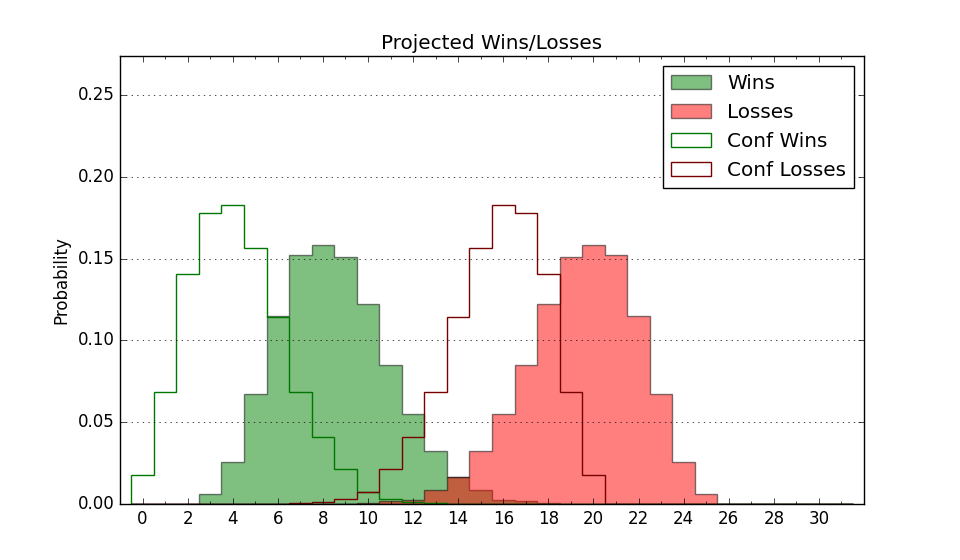 Projected Wins/Losses
Wins
Losses
Conf Wins
Conf Losses
Probability
0.25
0.20
0.15
0.10
0.05
0.00
0 2 4 6 8 10 12 14 16 18 20 22 24 26 28 30